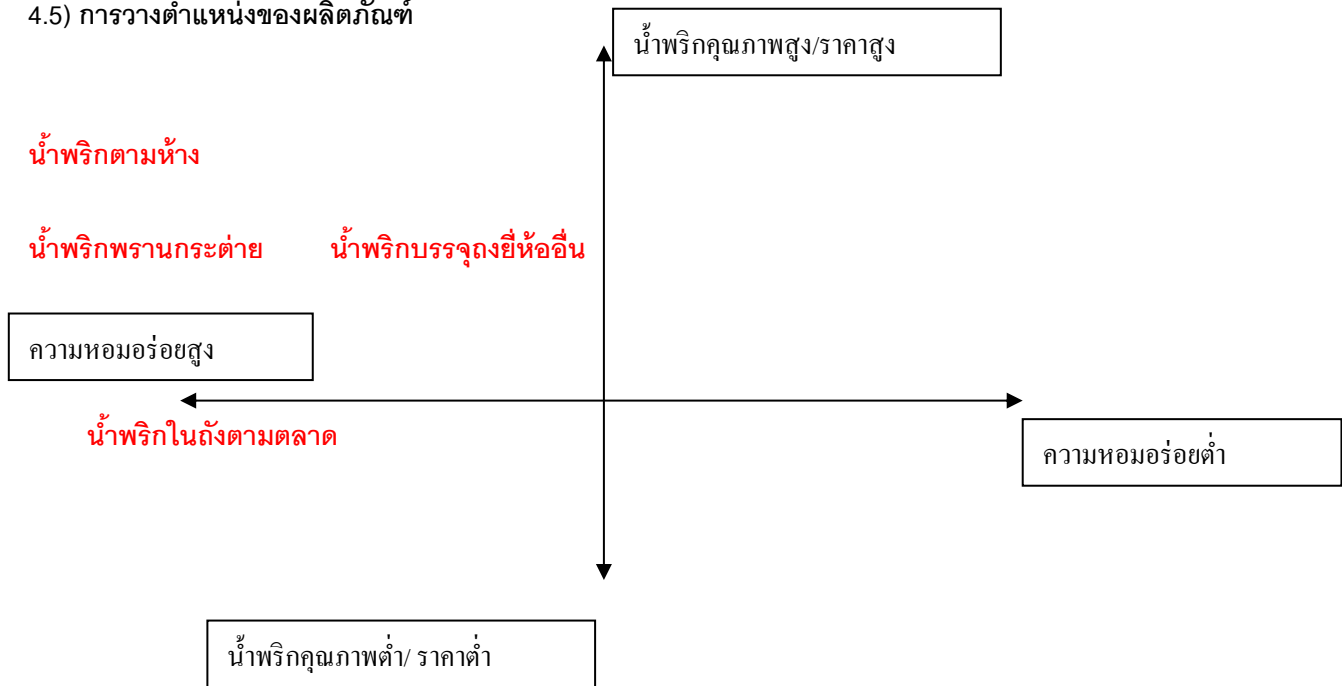 4.5) การวางตำแหน่งของผลิตภัณฑ์
น้ำพริกคุณภาพสูง/ราคาสูง
น้ำพริกตามห้าง
น้ำพริกพรานกระต่าย น้ำพริกบรรจุถงยี่ห้ออื่น
ความหอมอร่อยสูง
น้ำพริกในถังตามตลาด
ความหอมอร่อยต่ำ
น้ำพริกคุณภาพต่ำ/ ราคาต่ำ